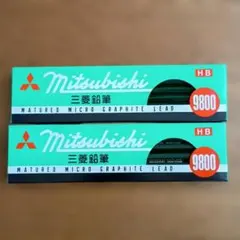 Mitsubishi
HB
三菱鉛筆
9800
MATURED MICRO GRAPHITE LEAD
Mitsubishi
HB
三菱鉛筆
9800
MATURED MICRO GRAPHITE LEAD